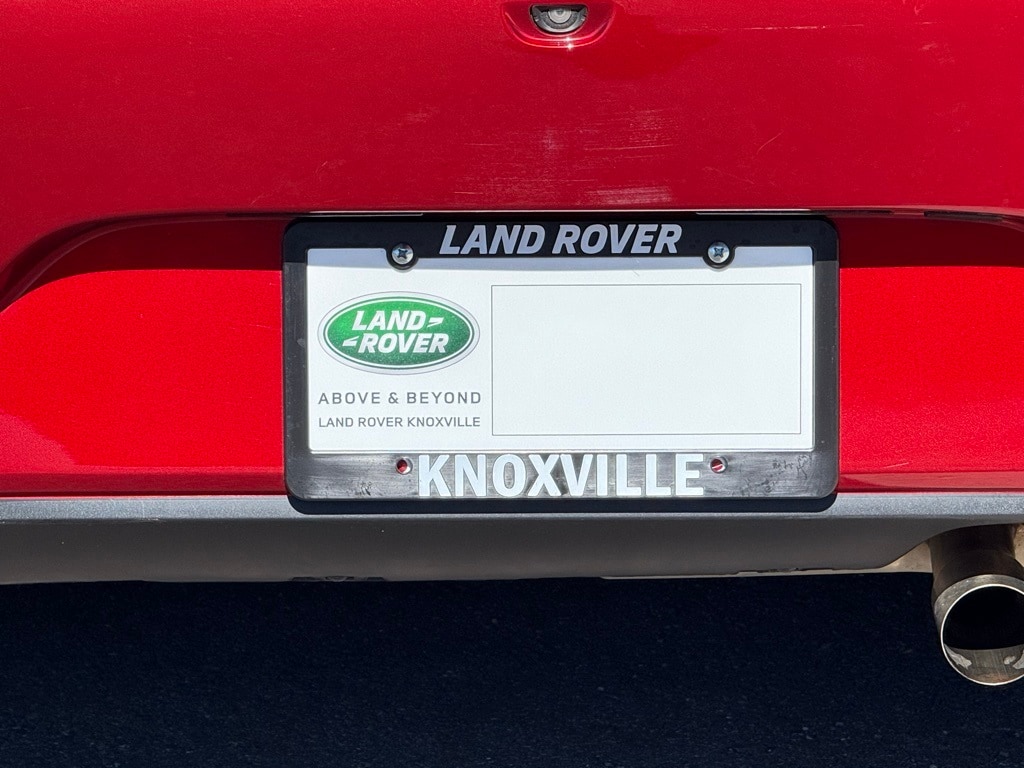 LAND ROVER
LAND
ROVER
ABOVE & BEYOND
LAND ROVER KNOXVILLE
KNOXVILLE